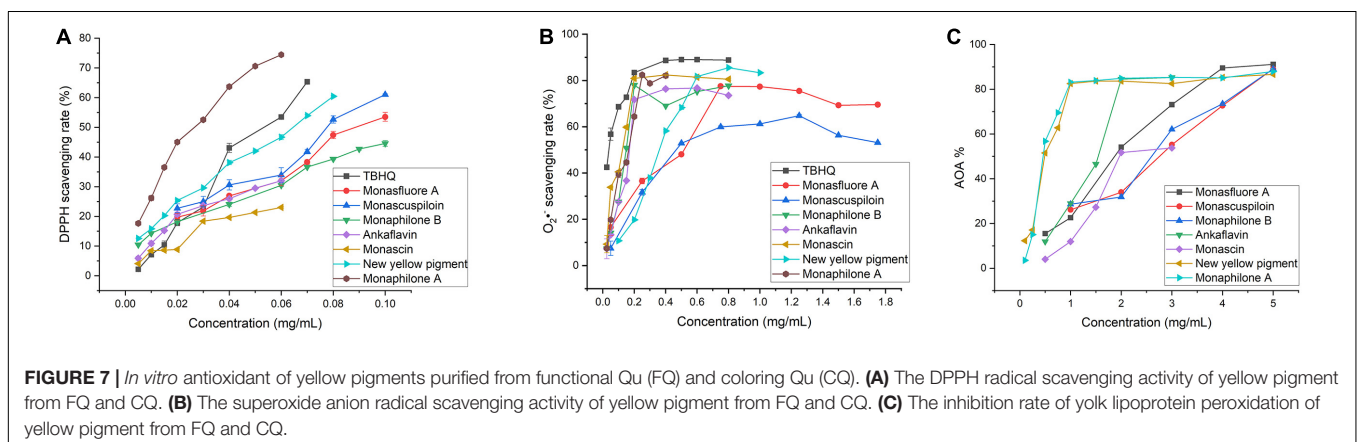 A
DPPH scavenging rate (%)
80
70
60
50
40
30
20
10
0
0.00 0.02 0.04 0.06 0.08 0.10
Concentration (mg/mL)
TBHQ
Monasfluore A
Monascuspiloin
Monaphilone B
Ankaflavin
Monascin
New yellow pigment
Monaphilone A
B
O₂•⁻ scavenging rate (%)
100
80
60
40
20
0
0.0 0.2 0.4 0.6 0.8 1.0 1.2 1.4 1.6 1.8
Concentration (mg/mL)
TBHQ
Monasfluore A
Monascuspiloin
Monaphilone B
Ankaflavin
Monascin
New yellow pigment
Monaphilone A
C
AOA %
100
80
60
40
20
0
0 1 2 3 4 5
Concentration (mg/mL)
Monasfluore A
Monascuspiloin
Monaphilone B
Ankaflavin
Monascin
New yellow pigment
Monaphilone A
FIGURE 7 | In vitro antioxidant of yellow pigments purified from functional Qu (FQ) and coloring Qu (CQ). (A) The DPPH radical scavenging activity of yellow pigment
from FQ and CQ. (B) The superoxide anion radical scavenging activity of yellow pigment from FQ and CQ. (C) The inhibition rate of yolk lipoprotein peroxidation of
yellow pigment from FQ and CQ.